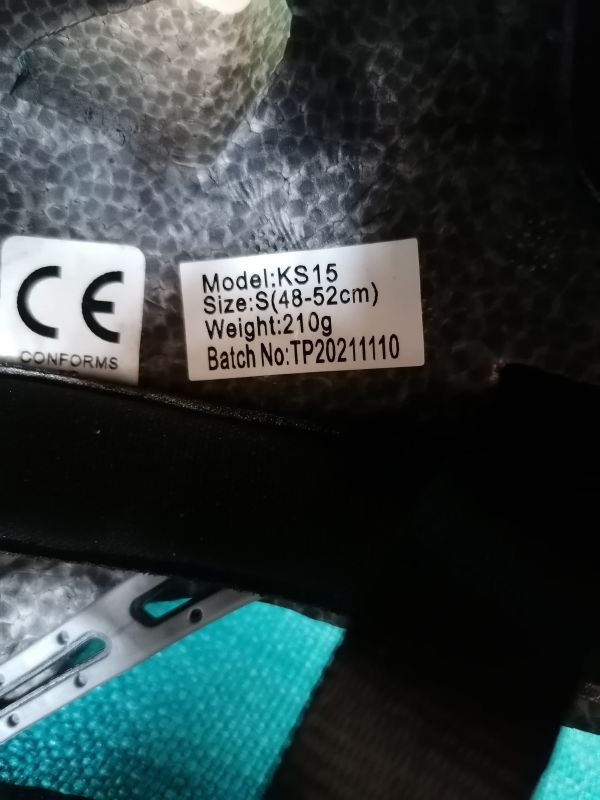 CE
CONFORMS
Model:KS15
Size:S(48-52cm)
Weight:210g
Batch No:TP20211110